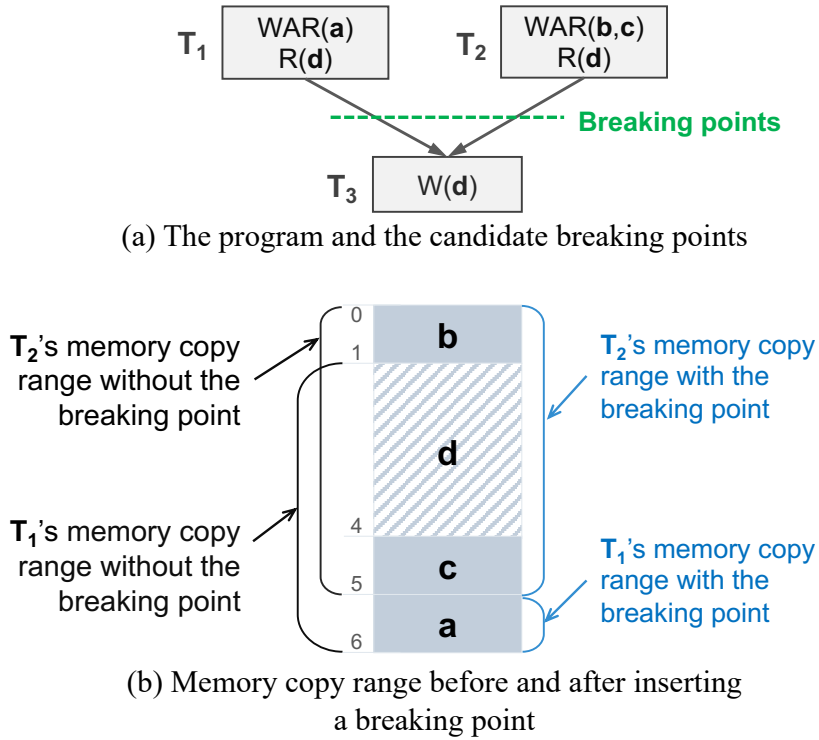 T1
WAR(a)
R(d)
T2
WAR(b,c)
R(d)
Breaking points
T3
W(d)
(a) The program and the candidate breaking points
T2's memory copy
range without the
breaking point
T1's memory copy
range without the
breaking point
0
1
4
5
6
b
d
c
a
T2's memory copy
range with the
breaking point
T1's memory copy
range with the
breaking point
(b) Memory copy range before and after inserting
a breaking point